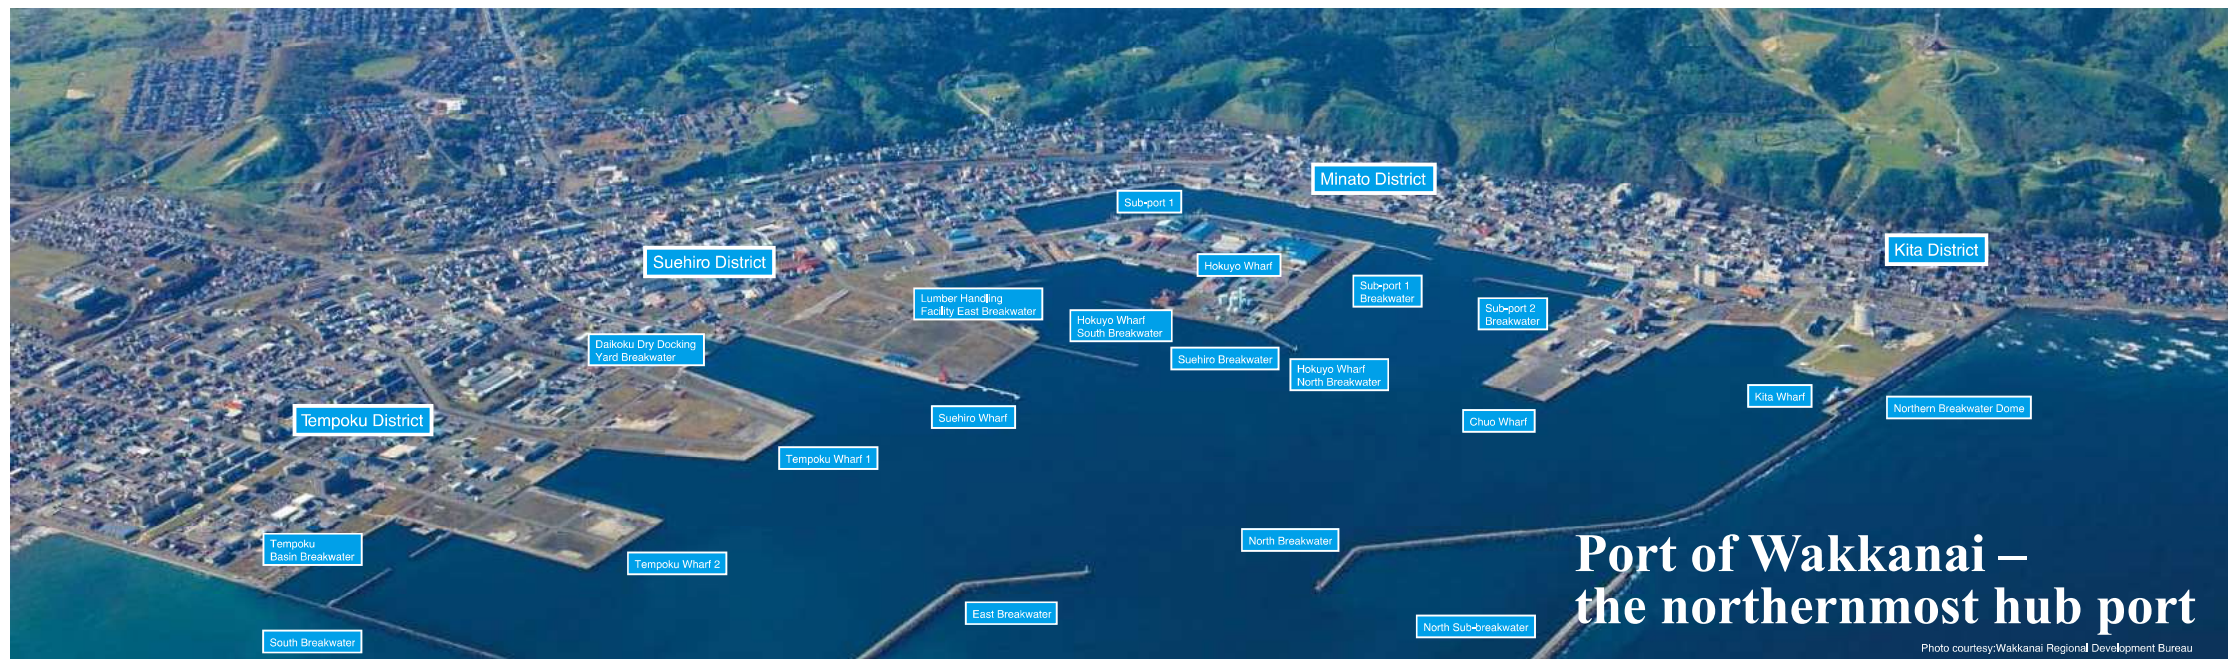 Minato District
Sub-port 1
Kita District
Suehiro District
Hokuyo Wharf
Sub-port 1
Breakwater
Lumber Handling
Facility East Breakwater
Sub-port 2
Breakwater
Hokuyo Wharf
South Breakwater
Daikoku Dry Docking
Yard Breakwater
Suehiro Breakwater
Hokuyo Wharf
North Breakwater
Kita Wharf
Northern Breakwater Dome
Suehiro Wharf
Chuo Wharf
Tempoku District
Tempoku Wharf 1
North Breakwater
Tempoku
Basin Breakwater
Tempoku Wharf 2
Port of Wakkanai –
the northernmost hub port
East Breakwater
North Sub-breakwater
South Breakwater
Photo courtesy:Wakkanai Regional Development Bureau